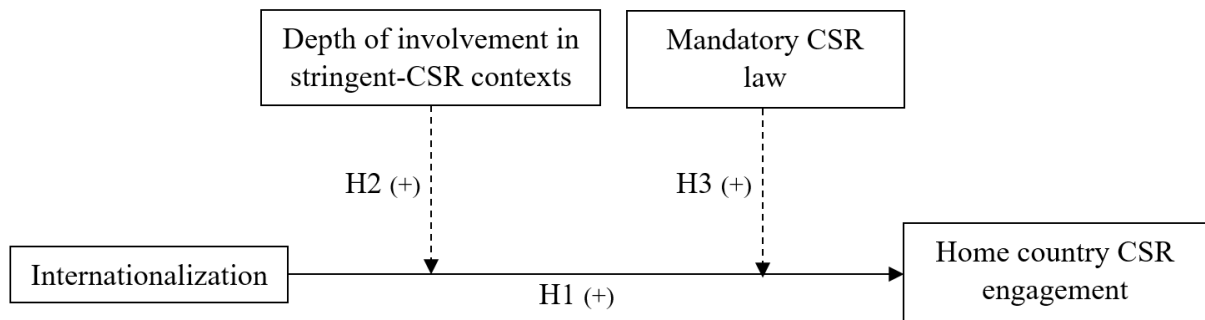 Depth of involvement in
stringent-CSR contexts
Mandatory CSR
law
H2 (+)
H3 (+)
Internationalization
H1 (+)
Home country CSR
engagement